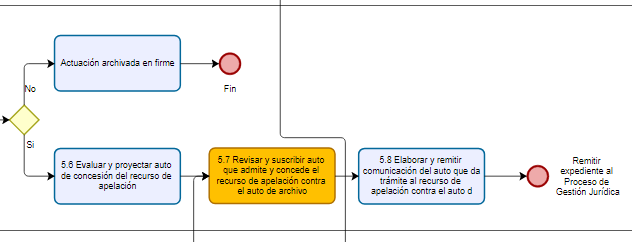 Actuación archivada en firme
No
Fin
Si
5.6 Evaluar y proyectar auto
de concesión del recurso de
apelación
5.7 Revisar y suscribir auto
que admite y concede el
recurso de apelación contra
el auto de archivo
5.8 Elaborar y remitir
comunicación del auto que da
trámite al recurso de
apelación contra el auto d
Remitir
expediente al
Proceso de
Gestión Jurídica